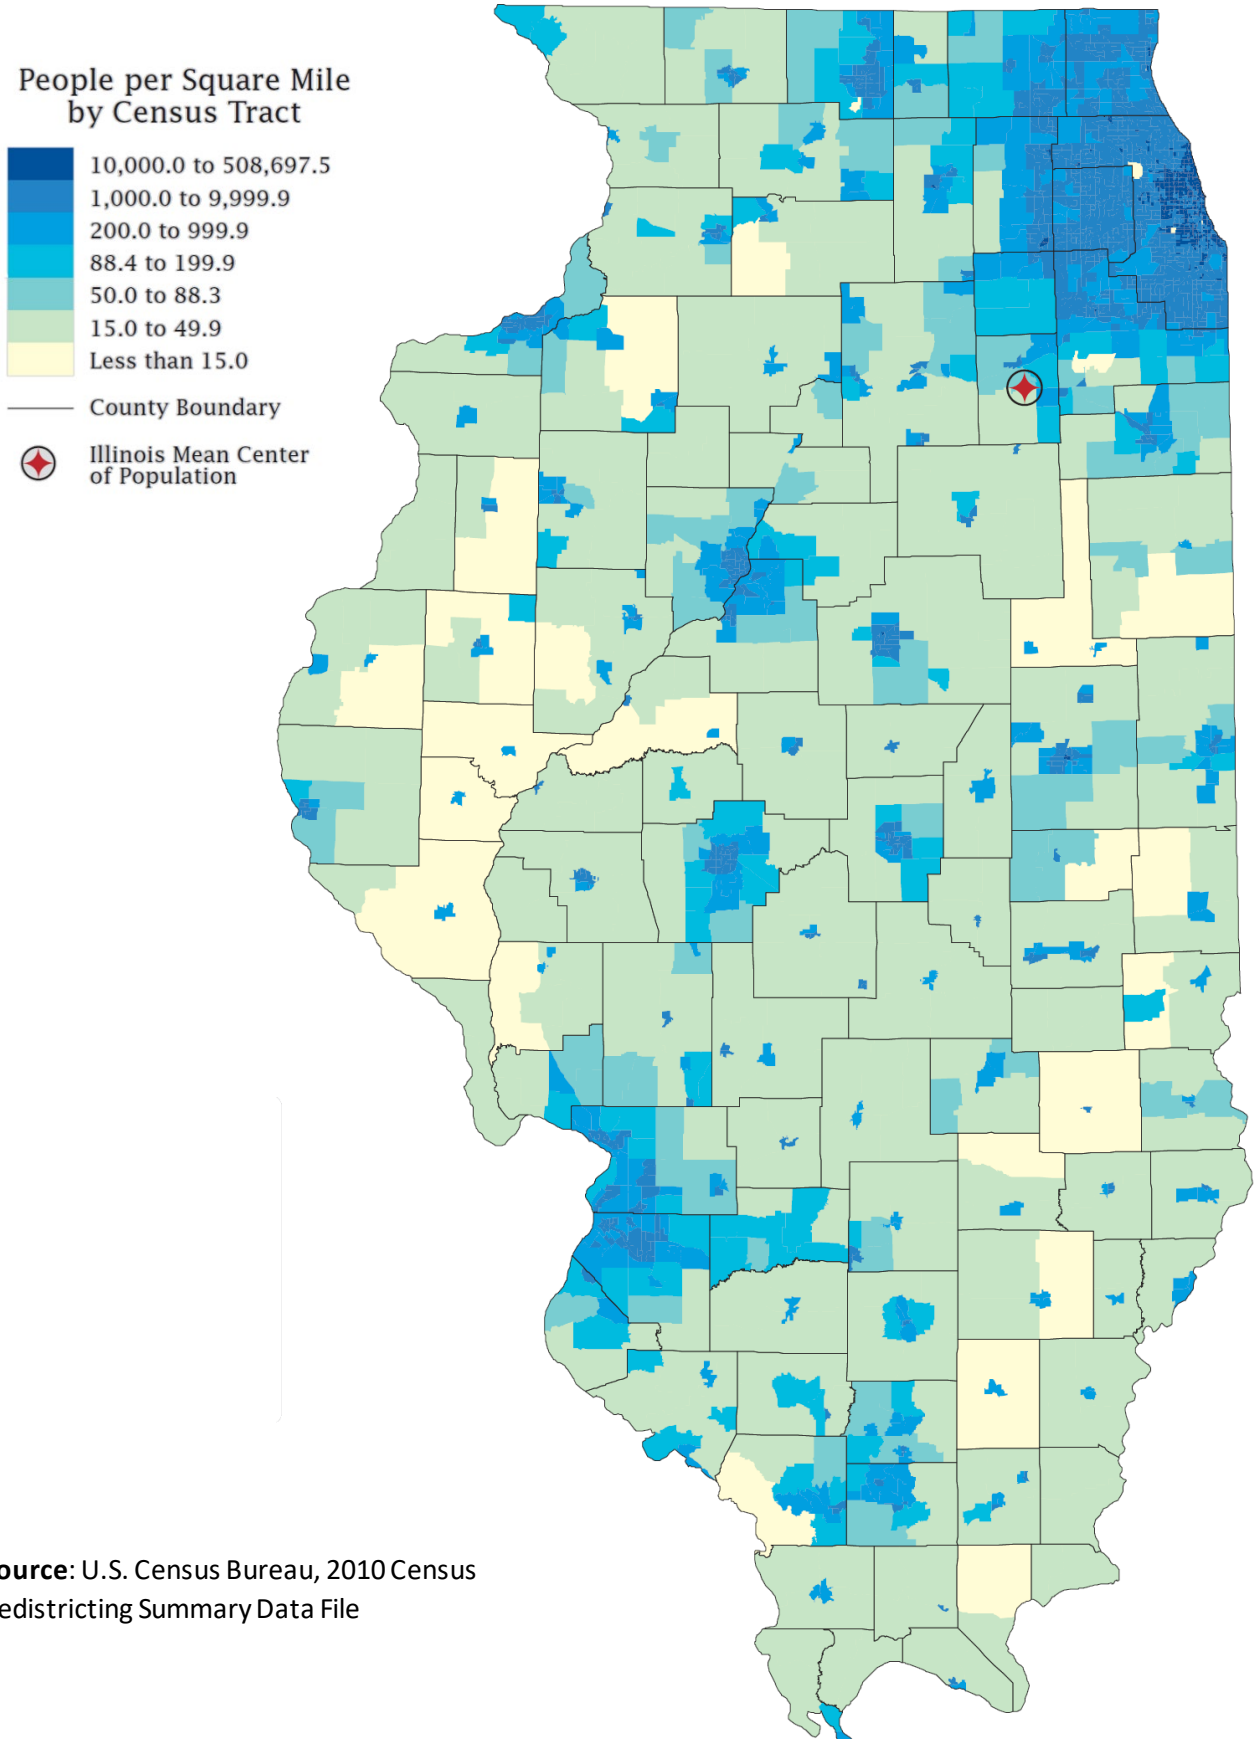 People per Square Mile
by Census Tract
10,000.0 to 508,697.5
1,000.0 to 9,999.9
200.0 to 999.9
88.4 to 199.9
50.0 to 88.3
15.0 to 49.9
Less than 15.0
County Boundary
Illinois Mean Center
of Population
ource: U.S. Census Bureau, 2010 Census
edistricting Summary Data File